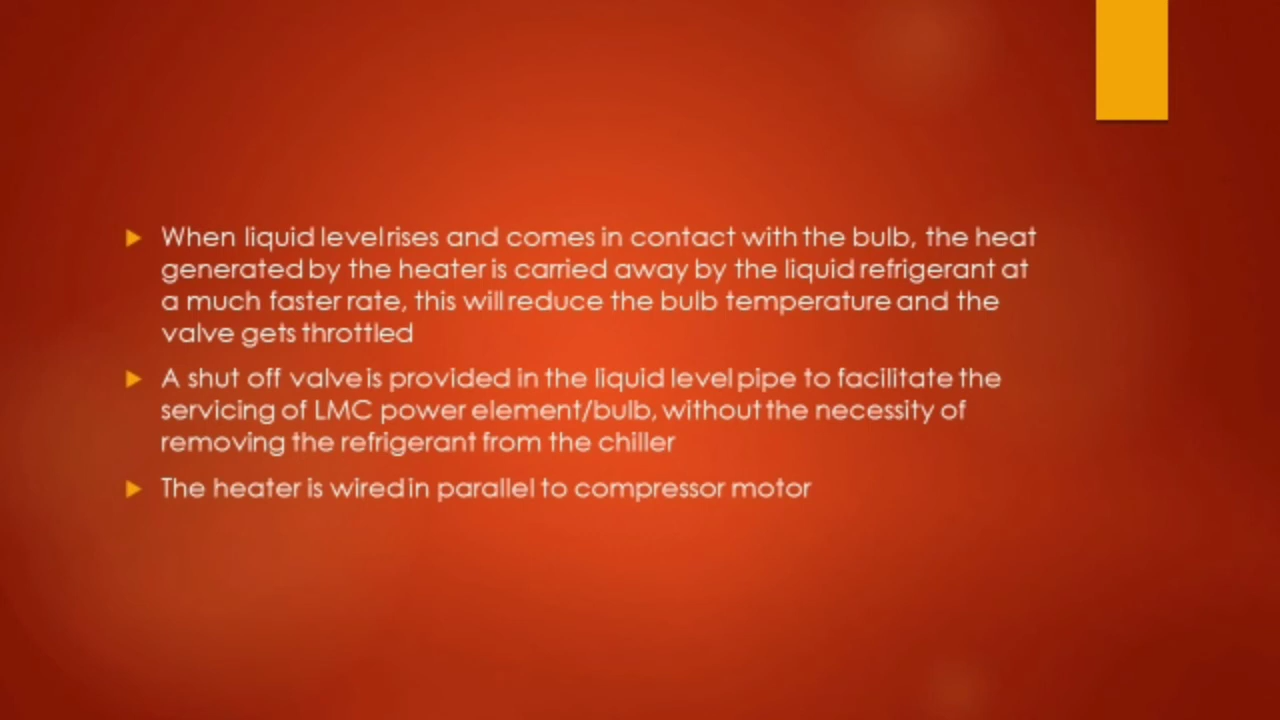 When liquid level rises and comes in contact with the bulb, the heat
generated by the heater is carried away by the liquid refrigerant at
a much faster rate, this will reduce the bulb temperature and the
valve gets throttled
A shut off valve is provided in the liquid level pipe to facilitate the
servicing of LMC power element/bulb, without the necessity of
removing the refrigerant from the chiller
The heater is wired in parallel to compressor motor